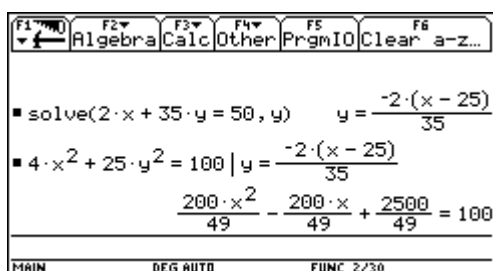 F1 F2 Algebra F3 Calc F4 Other F5 PrgmIO F6 Clear a-z…
■ solve(2·x + 35·y = 50, y) y = ⁻2·(x − 25)/35
■ 4·x² + 25·y² = 100 | y = ⁻2·(x − 25)/35
200·x²/49 − 200·x/49 + 2500/49 = 100
MAIN DEG AUTO FUNC 2/30